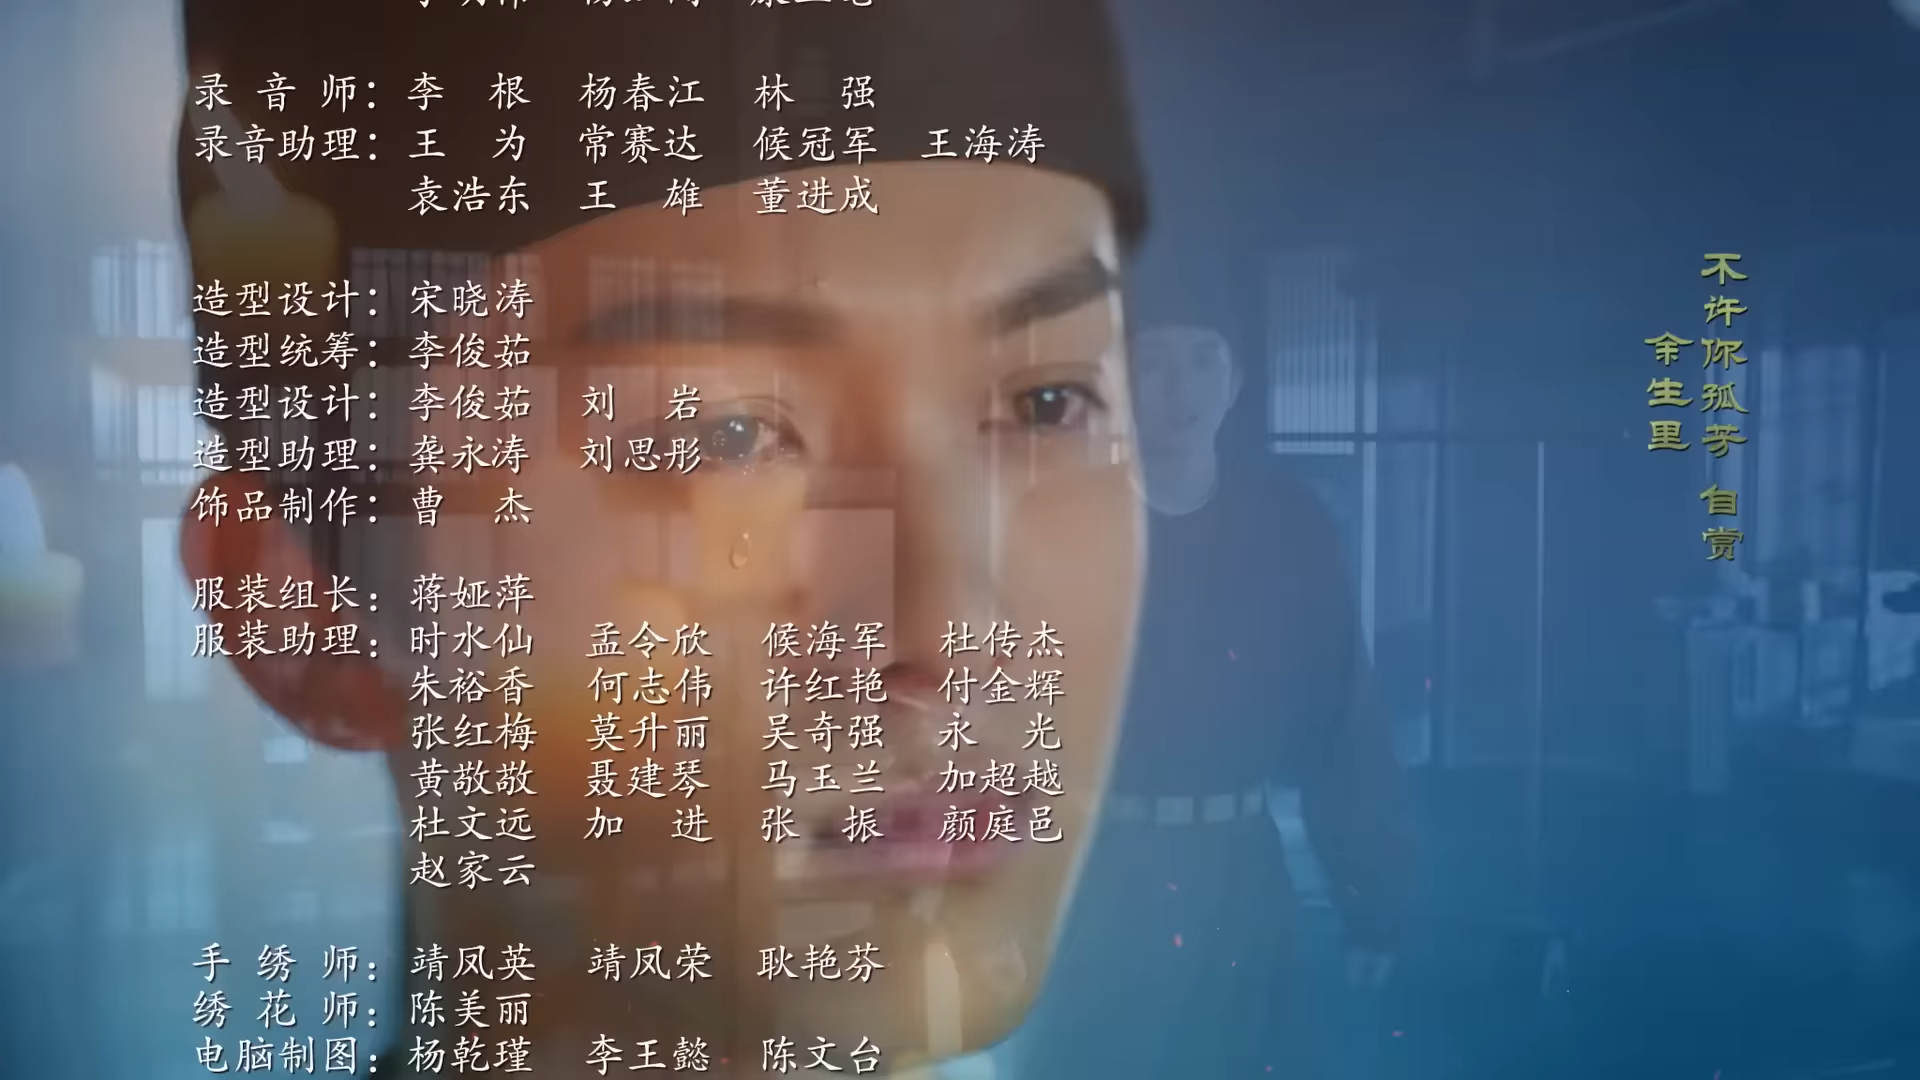 录音师：李根 杨春江 林强
录音助理：王为 常赛达 候冠军 王海涛
袁浩东 王雄 董进成
造型设计：宋晓涛
造型统筹：李俊茹
造型设计：李俊茹 刘岩
造型助理：龚永涛 刘思彤
饰品制作：曹杰
服装组长：蒋娅萍
服装助理：时水仙 孟令欣 候海军 杜传杰
朱裕香 何志伟 许红艳 付金辉
张红梅 莫升丽 吴奇强 永光
黄敬敬 聂建琴 马玉兰 加超越
杜文远 加进 张振 颜庭邑
赵家云
手绣师：靖凤英 靖凤荣 耿艳芬
绣花师：陈美丽
电脑制图：杨乾瑾 李王懿 陈文台
不许你孤芳 自赏
余生里